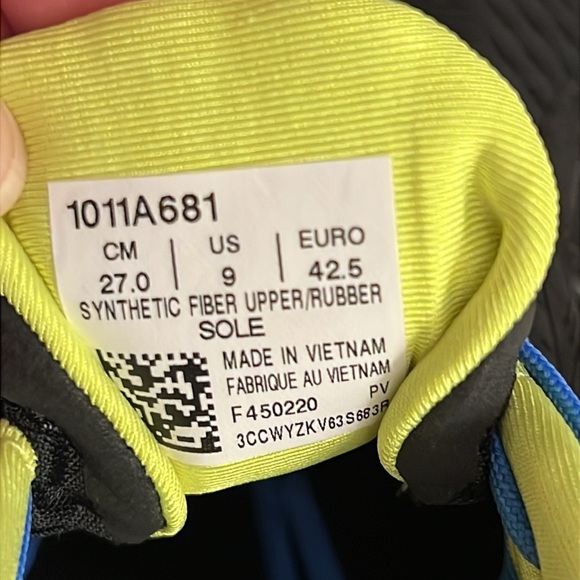 1011A681
CM | US | EURO
27.0 | 9 | 42.5
SYNTHETIC FIBER UPPER/RUBBER
SOLE
MADE IN VIETNAM
FABRIQUE AU VIETNAM
F450220 PV
3CCWYZKV63S683R